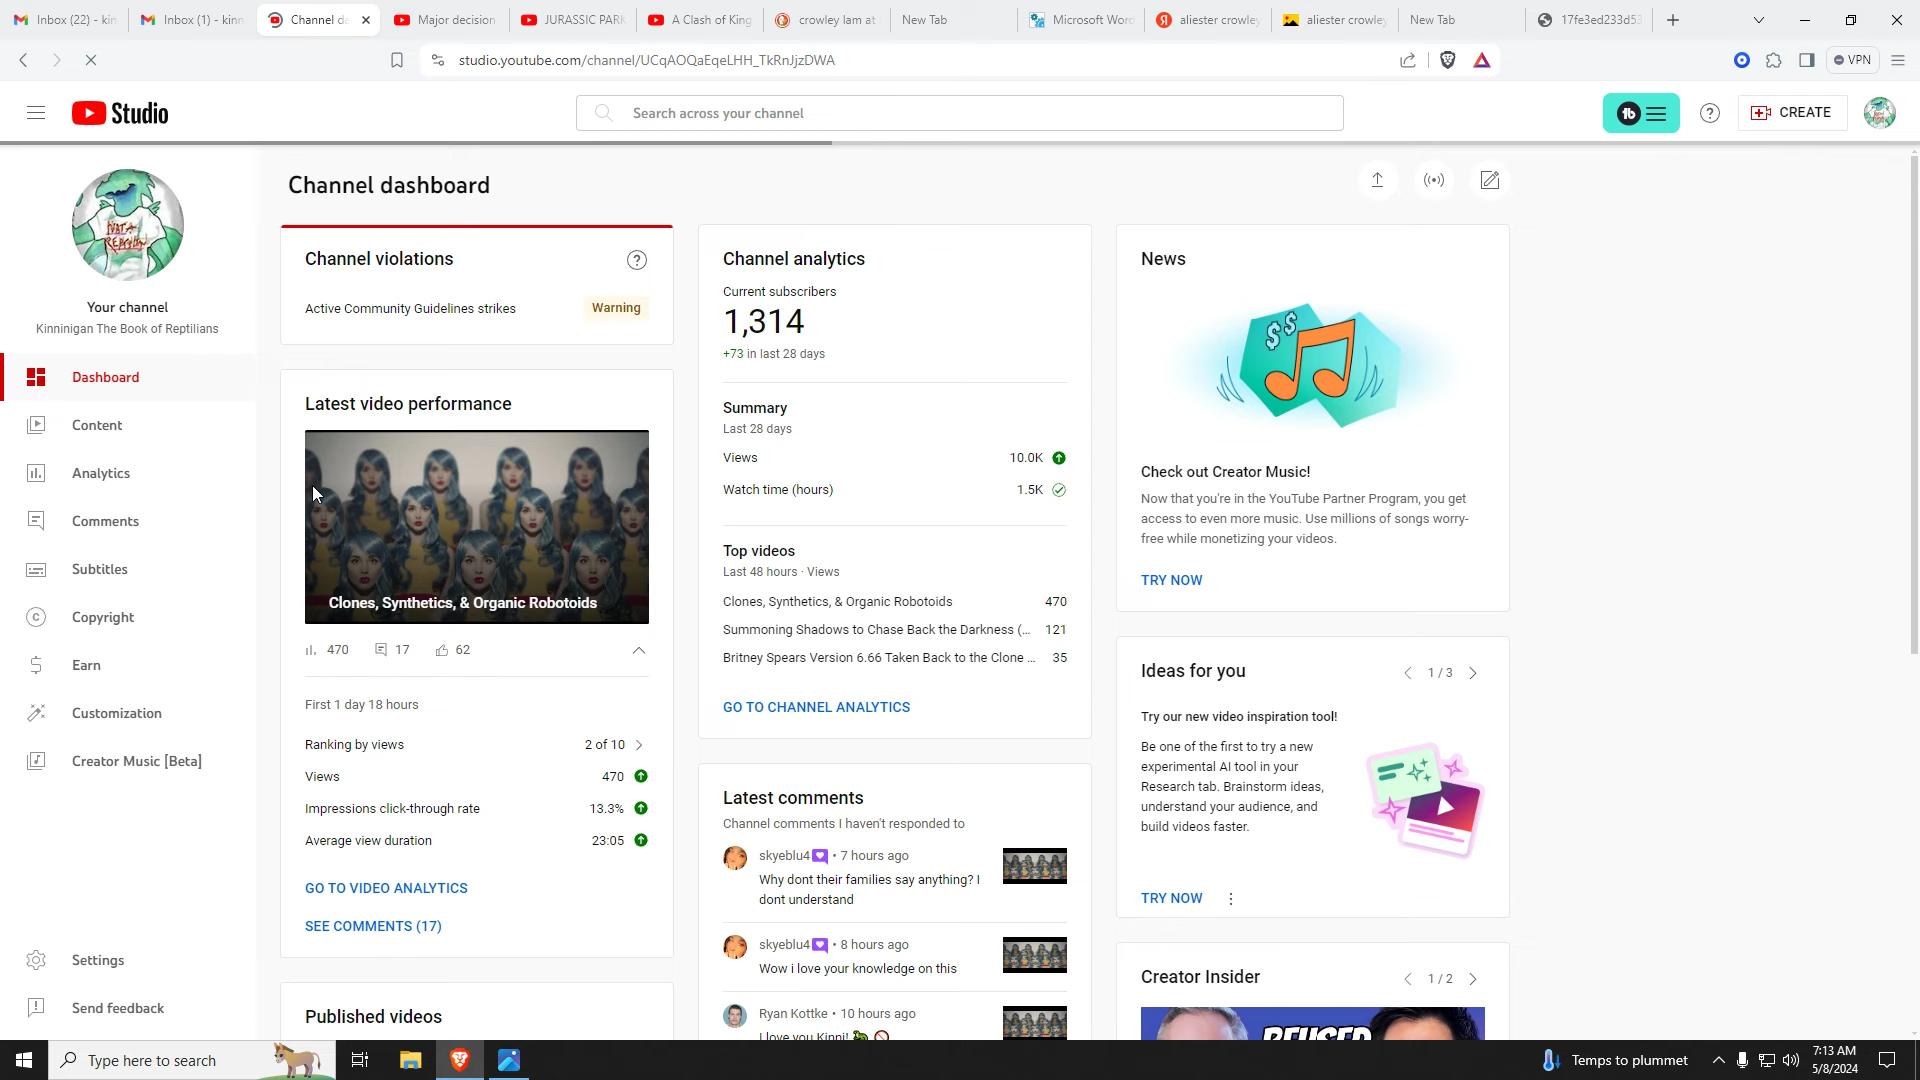 Inbox (22) - kin
Inbox (1) - kinn
Channel da
Major decision
JURASSIC PARK
A Clash of King
crowley lam at
New Tab
Microsoft Wor
aliester crowley
aliester crowley
New Tab
17fe3ed233d53
studio.youtube.com/channel/UCqAOQaEqeLHH_TkRnJjzDWA
VPN
Studio
Search across your channel
CREATE
Your channel
Kinninigan The Book of Reptilians
Dashboard
Content
Analytics
Comments
Subtitles
Copyright
Earn
Customization
Creator Music [Beta]
Settings
Send feedback
Channel dashboard
Channel violations
Active Community Guidelines strikes Warning
Latest video performance
NOT A
Clones, Synthetics, & Organic Robotoids
470 17 62
First 1 day 18 hours
Ranking by views 2 of 10
Views 470
Impressions click-through rate 13.3%
Average view duration 23:05
GO TO VIDEO ANALYTICS
SEE COMMENTS (17)
Published videos
Channel analytics
Current subscribers
1,314
+73 in last 28 days
Summary
Last 28 days
Views 10.0K
Watch time (hours) 1.5K
Top videos
Last 48 hours · Views
Clones, Synthetics, & Organic Robotoids 470
Summoning Shadows to Chase Back the Darkness (... 121
Britney Spears Version 6.66 Taken Back to the Clone ... 35
GO TO CHANNEL ANALYTICS
Latest comments
Channel comments I haven't responded to
skyeblu4 • 7 hours ago
Why dont their families say anything? I
dont understand
skyeblu4 • 8 hours ago
Wow i love your knowledge on this
Ryan Kottke • 10 hours ago
I love you Kinni!
News
$$
Check out Creator Music!
Now that you're in the YouTube Partner Program, you get
access to even more music. Use millions of songs worry-
free while monetizing your videos.
TRY NOW
Ideas for you
1 / 3
Try our new video inspiration tool!
Be one of the first to try a new
experimental AI tool in your
Research tab. Brainstorm ideas,
understand your audience, and
build videos faster.
TRY NOW
Creator Insider
1 / 2
REUSED
Type here to search
Temps to plummet
7:13 AM
5/8/2024